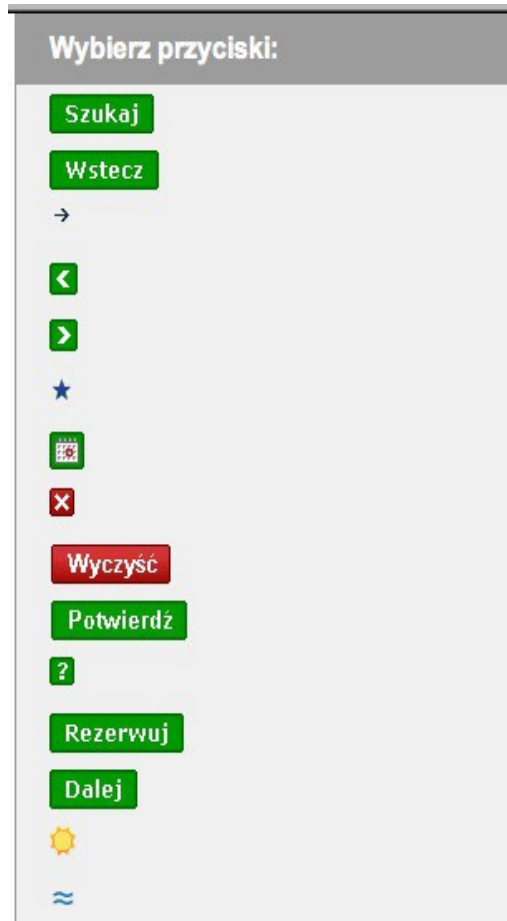 Wybierz przyciski:
Szukaj
Wstecz
Wyczyść
Potwierdź
?
Rezerwuj
Dalej